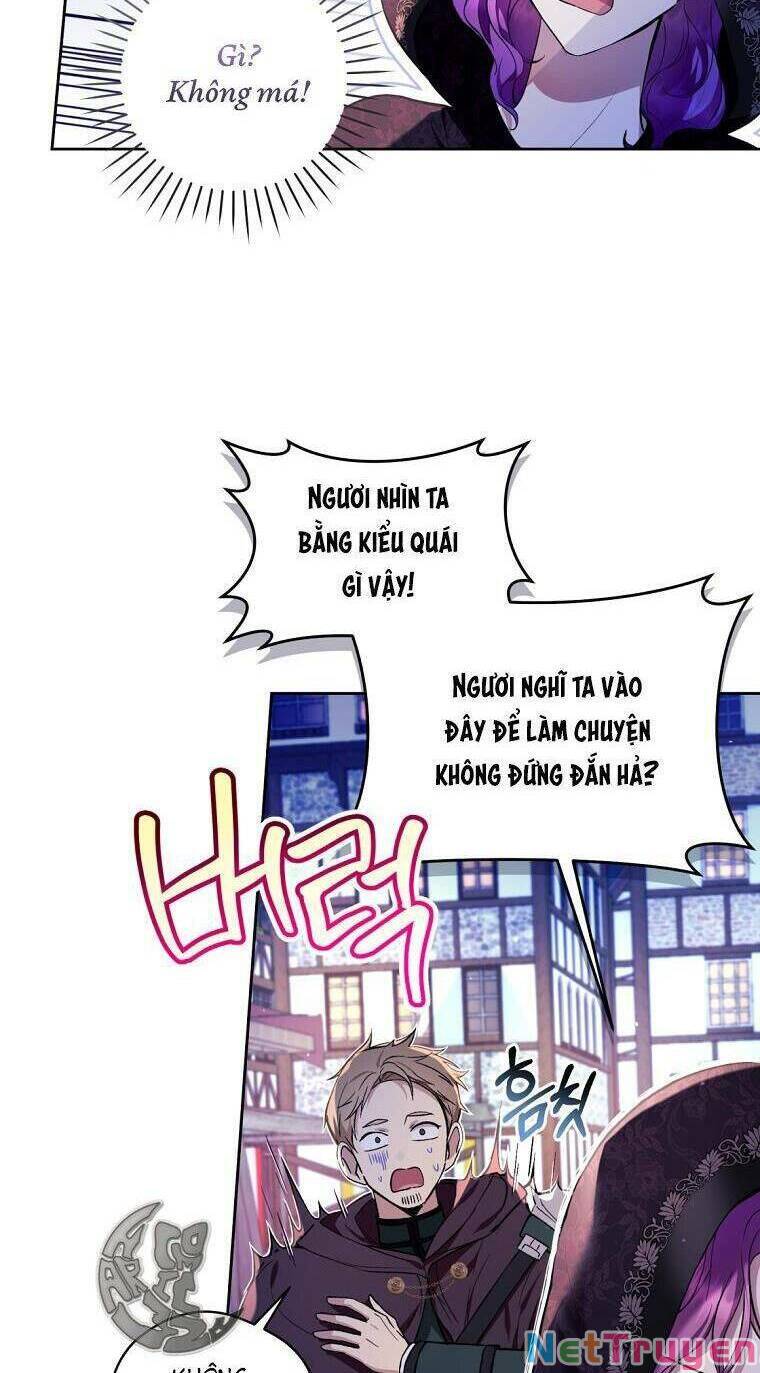 Gì?
Không má!
NGƯƠI NHÌN TA
BẰNG KIỂU QUÁI
GÌ VẬY!
NGƯƠI NGHĨ TA VÀO
ĐÂY ĐỂ LÀM CHUYỆN
KHÔNG ĐỨNG ĐẮN HẢ?
버럭
흠칫
KHÔNG
NETTRUYEN